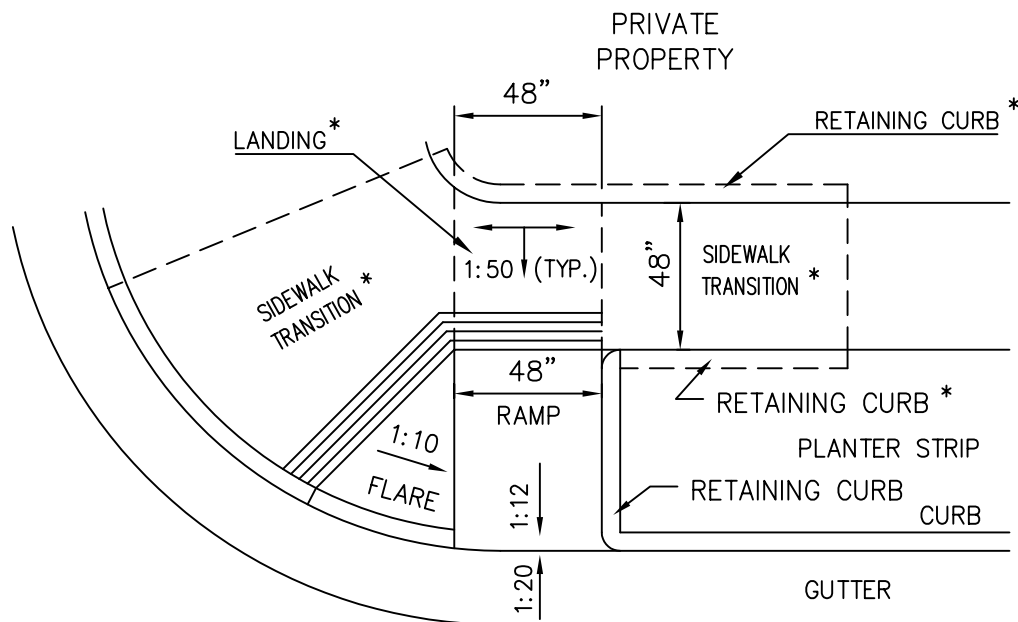 PRIVATE
PROPERTY
48”
LANDING*
RETAINING CURB*
1:50 (TYP.)
48”
SIDEWALK
TRANSITION*
SIDEWALK
TRANSITION*
48”
RAMP
RETAINING CURB*
1:10
FLARE
PLANTER STRIP
1:12
RETAINING CURB
CURB
1:20
GUTTER